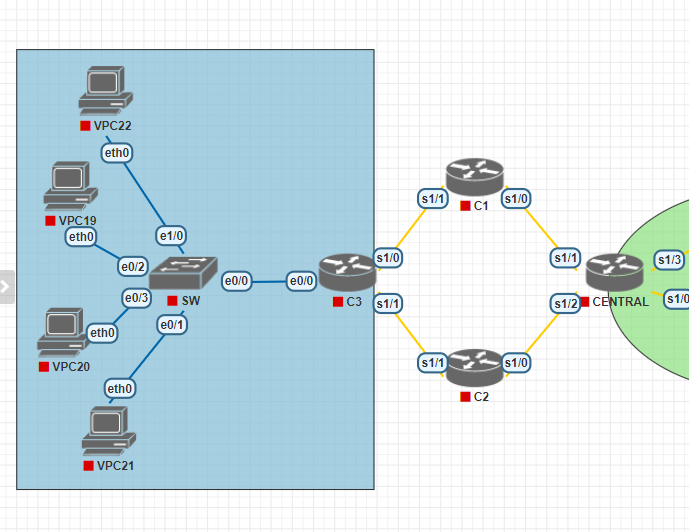 VPC22
eth0
VPC19
eth0
e1/0
e0/2
SW
e0/3
e0/0
e0/0
C3
eth0
VPC20
e0/1
eth0
VPC21
s1/1
C1
s1/0
s1/0
s1/1
s1/1
C2
s1/0
s1/1
s1/2
CENTRAL
s1/3
s1/0